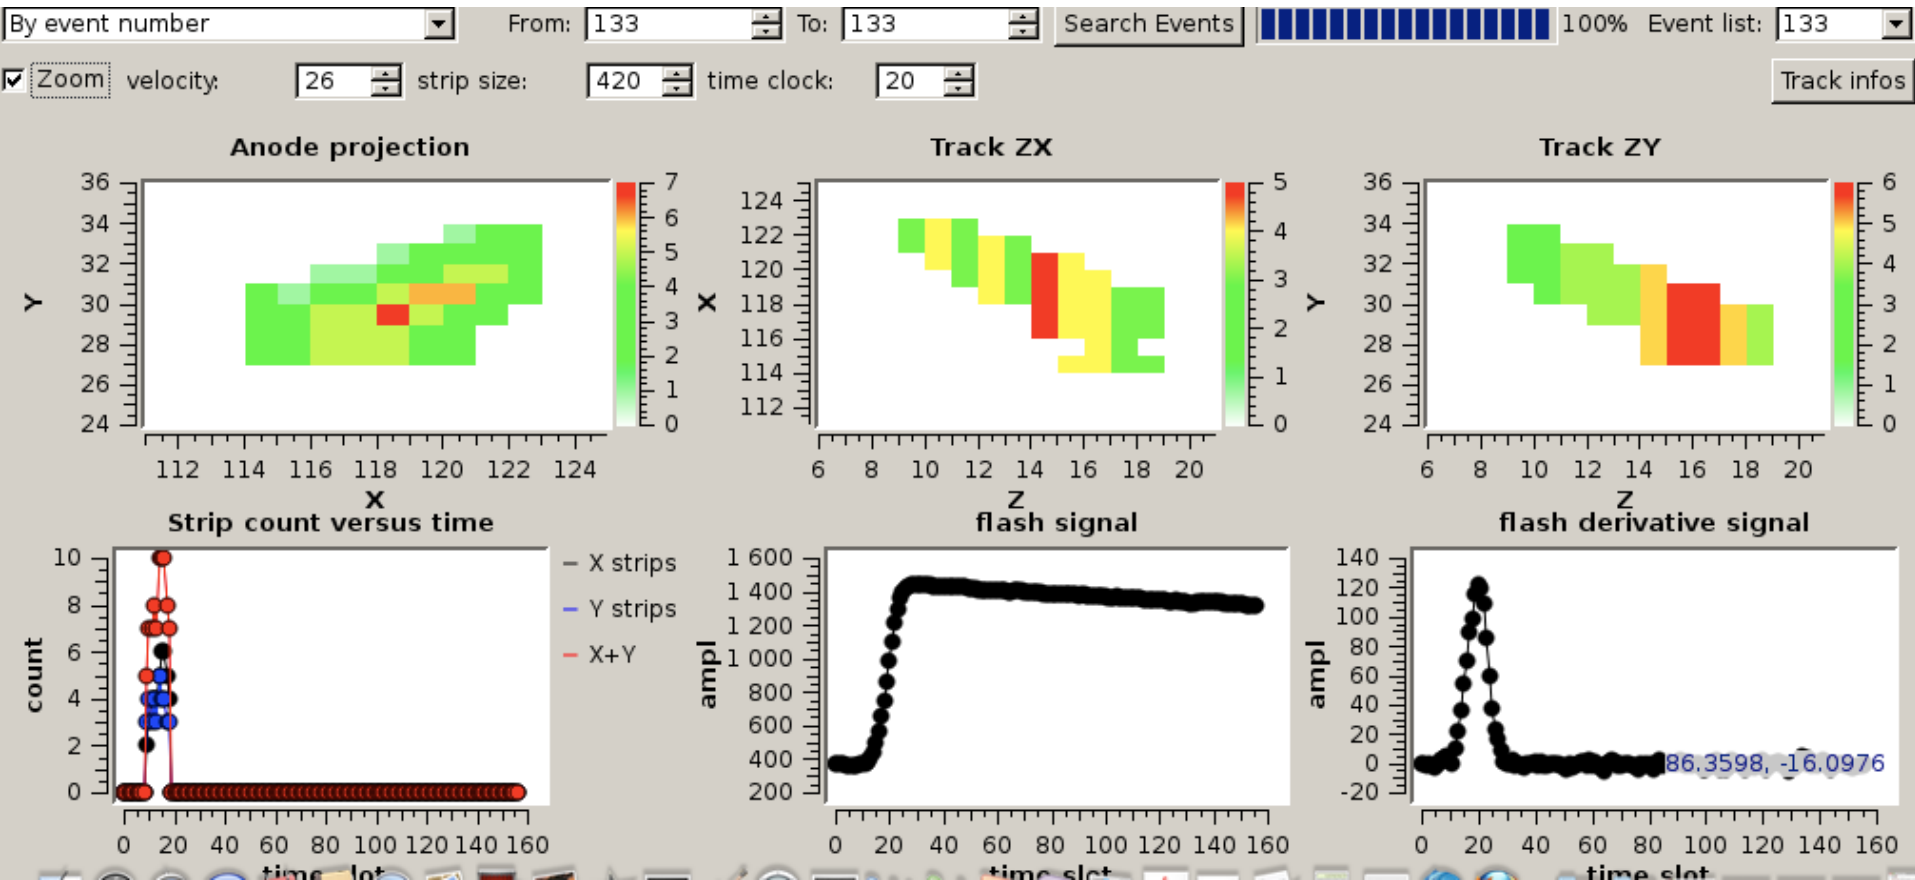 By event number From: 133 To: 133 Search Events 100% Event list: 133
Zoom velocity: 26 strip size: 420 time clock: 20 Track infos
Anode projection Track ZX Track ZY
36 34 32 30 28 26 24
Y
112 114 116 118 120 122 124
X
7 6 5 4 3 2 1 0
124 122 120 118 116 114 112
X
6 8 10 12 14 16 18 20
Z
5 4 3 2 1 0
36 34 32 30 28 26 24
Y
6 8 10 12 14 16 18 20
Z
6 5 4 3 2 1 0
Strip count versus time flash signal flash derivative signal
10 8 6 4 2 0
count
0 20 40 60 80 100 120 140 160
time slot
X strips
Y strips
X+Y
1 600 1 400 1 200 1 000 800 600 400 200
ampl
0 20 40 60 80 100 120 140 160
time slot
140 120 100 80 60 40 20 0 -20
ampl
86.3598, -16.0976
0 20 40 60 80 100 120 140 160
time slot